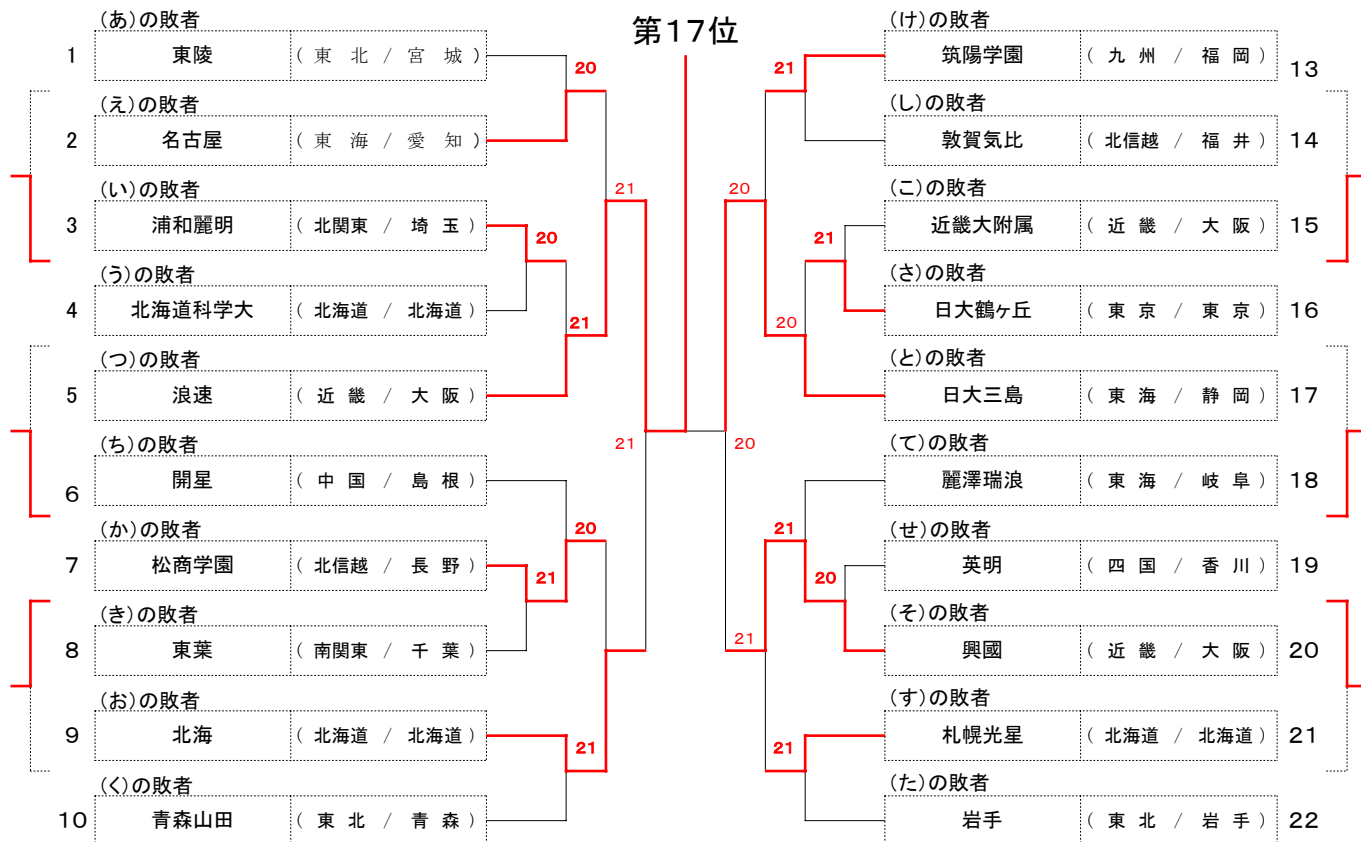 第17位
(あ)の敗者
1 東陵 ( 東 北 / 宮 城 )
20
(え)の敗者
2 名古屋 ( 東 海 / 愛 知 )
21
(い)の敗者
3 浦和麗明 ( 北関東 / 埼 玉 )
20
(う)の敗者
4 北海道科学大 ( 北海道 / 北海道 )
21
(つ)の敗者
5 浪速 ( 近 畿 / 大 阪 )
21
(ち)の敗者
6 開星 ( 中 国 / 島 根 )
20
(か)の敗者
7 松商学園 ( 北信越 / 長 野 )
21
(き)の敗者
8 東葉 ( 南関東 / 千 葉 )
(お)の敗者
9 北海 ( 北海道 / 北海道 )
21
(く)の敗者
10 青森山田 ( 東 北 / 青 森 )
(け)の敗者
筑陽学園 ( 九 州 / 福 岡 ) 13
21
(し)の敗者
敦賀気比 ( 北信越 / 福 井 ) 14
20
(こ)の敗者
近畿大附属 ( 近 畿 / 大 阪 ) 15
21
(さ)の敗者
日大鶴ヶ丘 ( 東 京 / 東 京 ) 16
20
(と)の敗者
日大三島 ( 東 海 / 静 岡 ) 17
20
(て)の敗者
麗澤瑞浪 ( 東 海 / 岐 阜 ) 18
21
(せ)の敗者
英明 ( 四 国 / 香 川 ) 19
20
(そ)の敗者
興國 ( 近 畿 / 大 阪 ) 20
21
(す)の敗者
札幌光星 ( 北海道 / 北海道 ) 21
21
(た)の敗者
岩手 ( 東 北 / 岩 手 ) 22